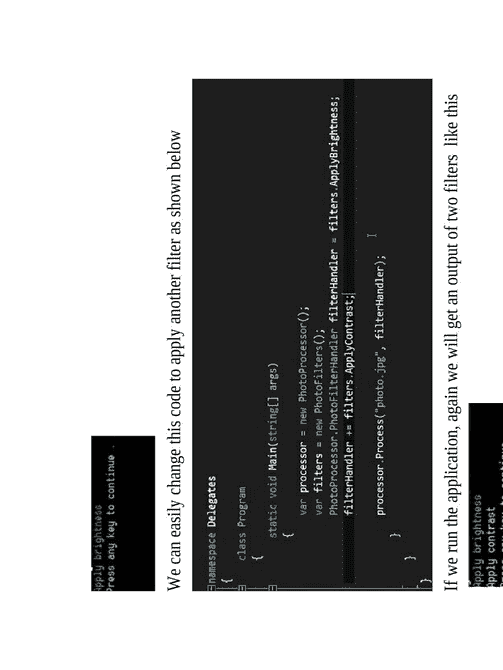 Apply brightness
Press any key to continue .
We can easily change this code to apply another filter as shown below
namespace Delegates
{
class Program
{
static void Main(string[] args)
{
var processor = new PhotoProcessor();
var filters = new PhotoFilters();
PhotoProcessor.PhotoFilterHandler filterHandler = filters.ApplyBrightness;
filterHandler += filters.ApplyContrast;
processor.Process("photo.jpg", filterHandler);
}
}
}
If we run the application, again we will get an output of two filters like this
Apply brightness
Apply contrast